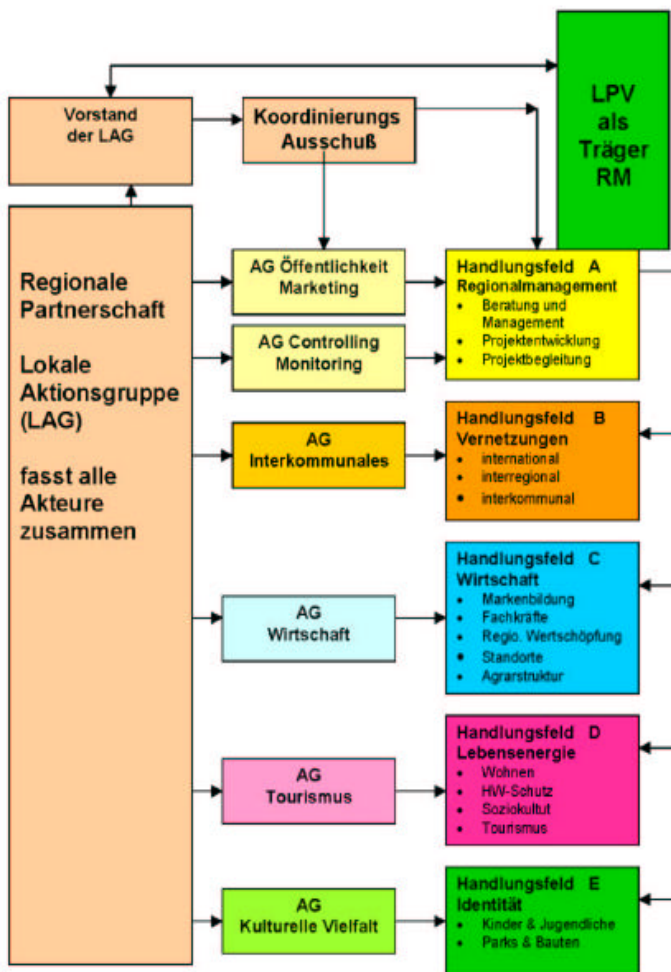 Vorstand
der LAG
Koordinierungs
Ausschuß
LPV
als
Träger
RM
Regionale
Partnerschaft
Lokale
Aktionsgruppe
(LAG)
fasst alle
Akteure
zusammen
AG Öffentlichkeit
Marketing
AG Controlling
Monitoring
AG
Interkommunales
AG
Wirtschaft
AG
Tourismus
AG
Kulturelle Vielfalt
Handlungsfeld A
Regionalmanagement
• Beratung und
Management
• Projektentwicklung
• Projektbegleitung
Handlungsfeld B
Vernetzungen
• international
• interregional
• interkommunal
Handlungsfeld C
Wirtschaft
• Markenbildung
• Fachkräfte
• Regio. Wertschöpfung
• Standorte
• Agrarstruktur
Handlungsfeld D
Lebensenergie
• Wohnen
• HW-Schutz
• Soziokultut
• Tourismus
Handlungsfeld E
Identität
• Kinder & Jugendliche
• Parks & Bauten